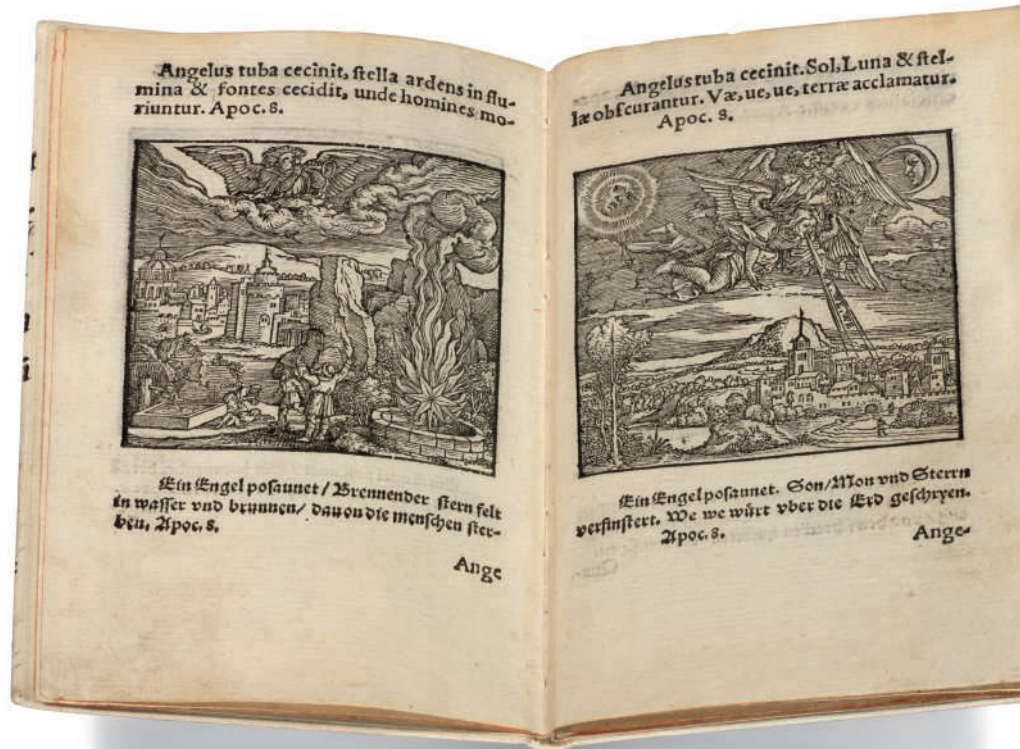 Angelus tuba cecinit, stella ardens in flu-
mina & fontes cecidit, unde homines mo-
riuntur. Apoc. 8.
Ein Engel posaunet / Brennender stern felt
in wasser vnd brunnen / dauon die menschen ster-
ben. Apoc. 8.
Ange
Angelus tuba cecinit. Sol, Luna & stel-
læ obscurantur. Væ, ue, ue, terræ acclamatur.
Apoc. 8.
Ein Engel posaunet. Son / Mon vnd Sterrn
verfinstert. We we würt vber die Erd geschryen.
Apoc. 8.
Ange-